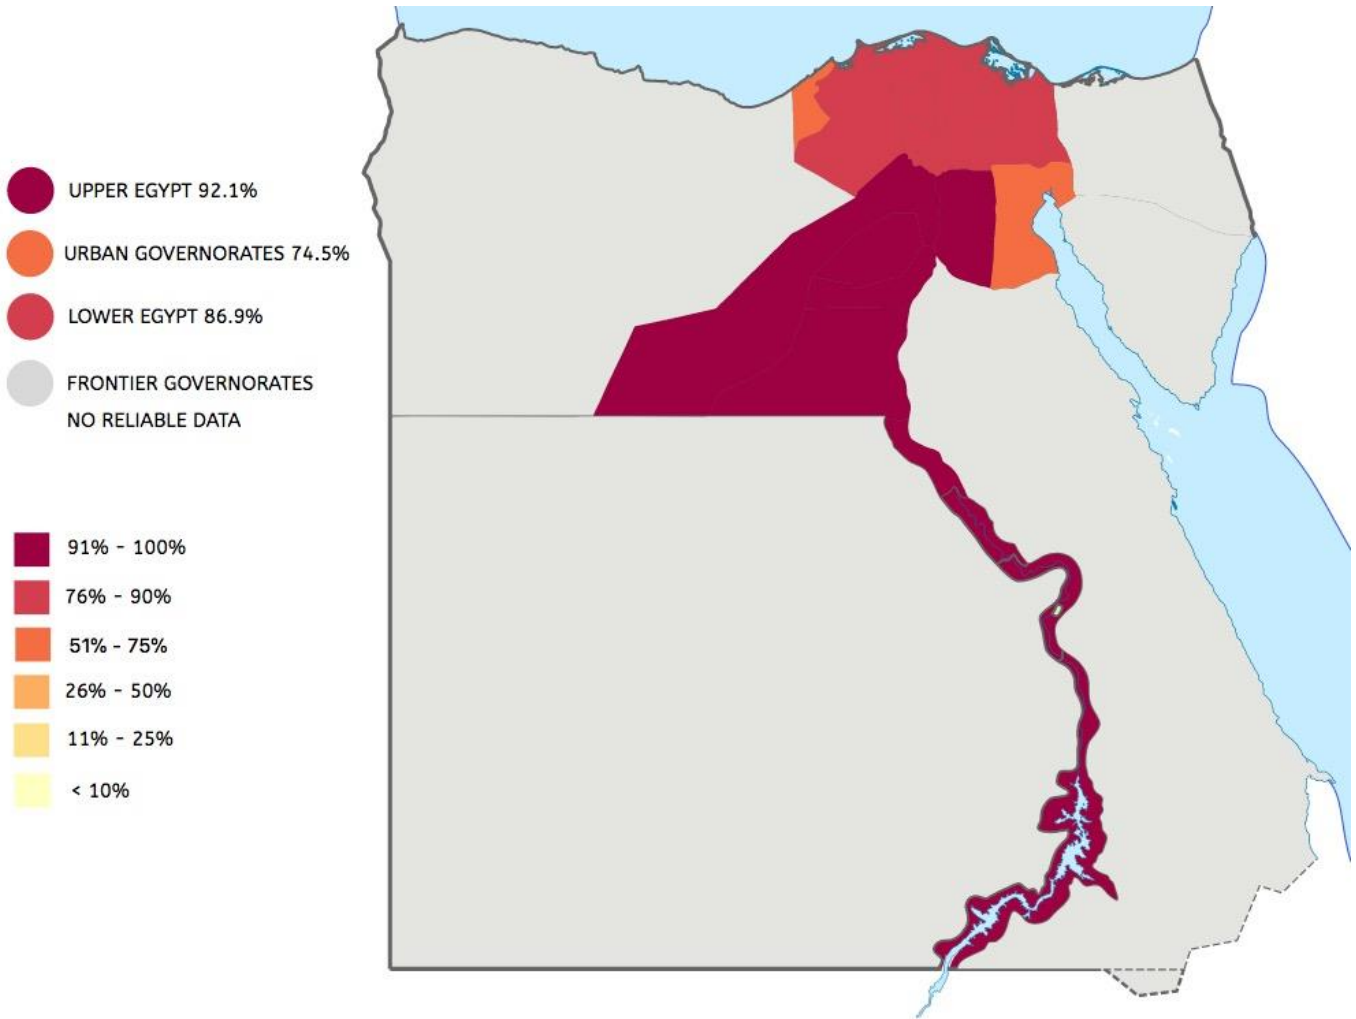 UPPER EGYPT 92.1%
URBAN GOVERNORATES 74.5%
LOWER EGYPT 86.9%
FRONTIER GOVERNORATES
NO RELIABLE DATA
91% - 100%
76% - 90%
51% - 75%
26% - 50%
11% - 25%
< 10%